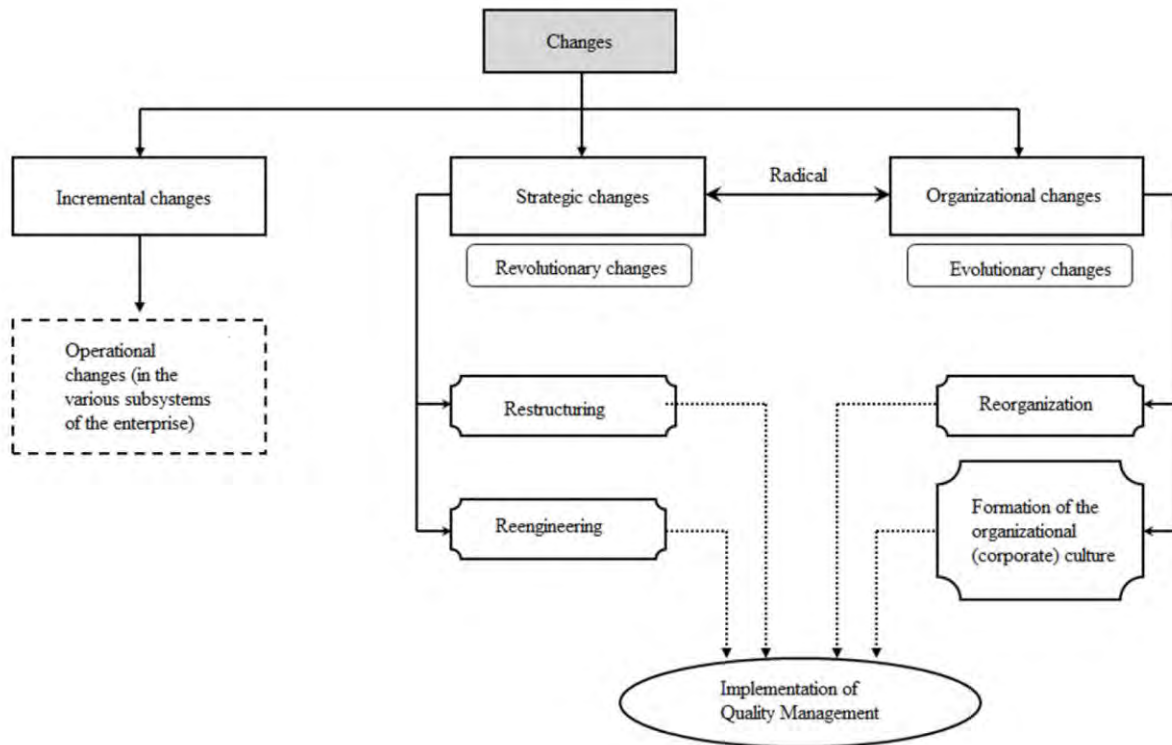 Changes
Incremental changes
Strategic changes
Radical
Organizational changes
Revolutionary changes
Evolutionary changes
Operational
changes (in the
various subsystems
of the enterprise)
Restructuring
Reorganization
Reengineering
Formation of the
organizational
(corporate) culture
Implementation of
Quality Management